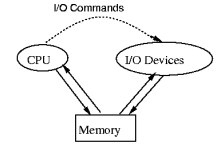 I/O Commands
CPU
I/O Devices
Memory